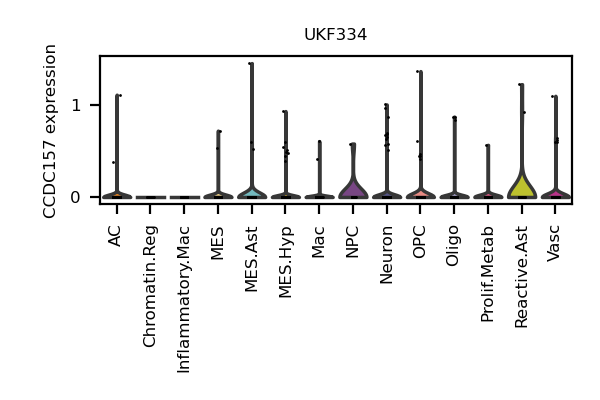 UKF334
CCDC157 expression
1
0
AC
Chromatin.Reg
Inflammatory.Mac
MES
MES.Ast
MES.Hyp
Mac
NPC
Neuron
OPC
Oligo
Prolif.Metab
Reactive.Ast
Vasc